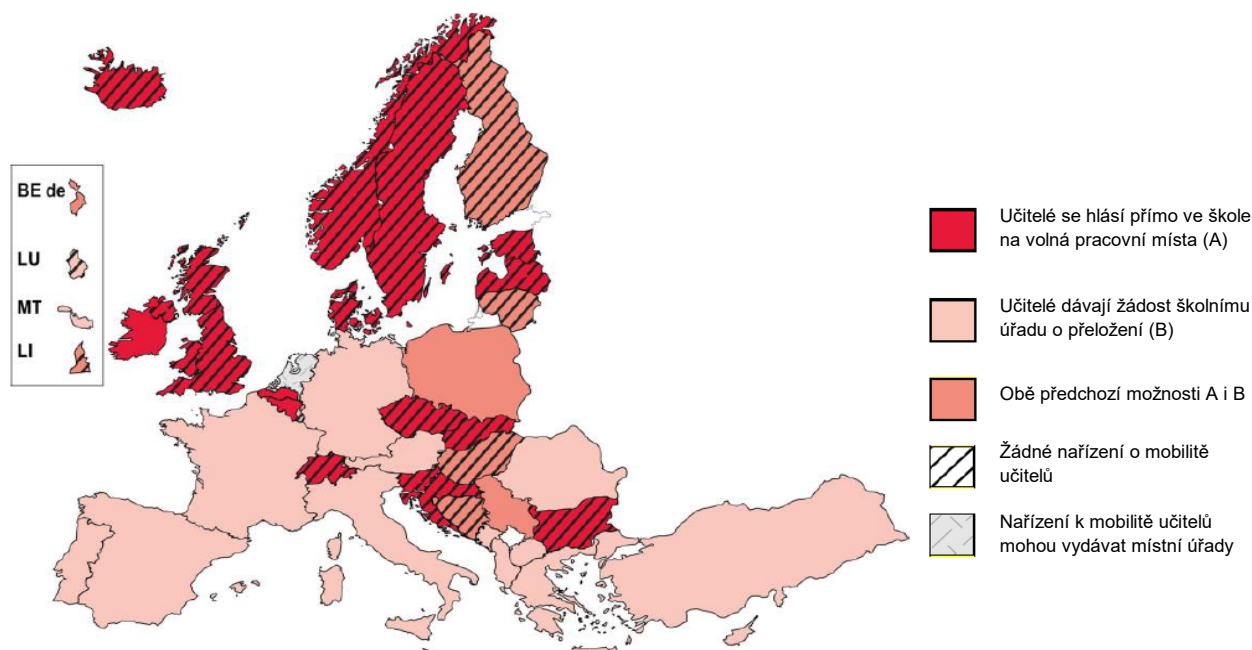 BE de
LU
MT
LI
Učitelé se hlásí přímo ve škole
na volná pracovní místa (A)
Učitelé dávají žádost školnímu
úřadu o přeložení (B)
Obě předchozí možnosti A i B
Žádné nařízení o mobilitě
učitelů
Nařízení k mobilitě učitelů
mohou vydávat místní úřady